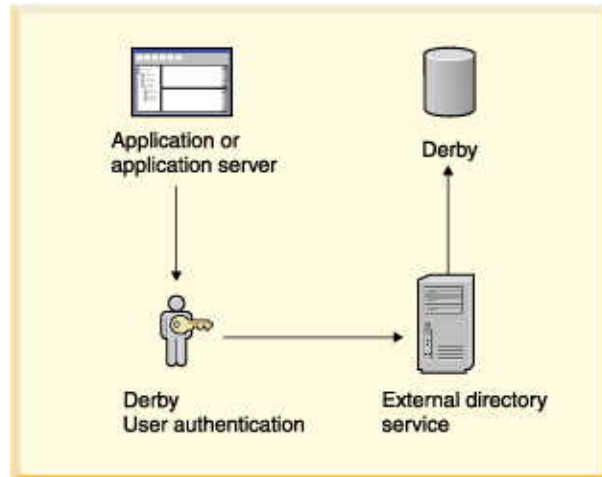 Application or
application server
Derby
Derby
User authentication
External directory
service